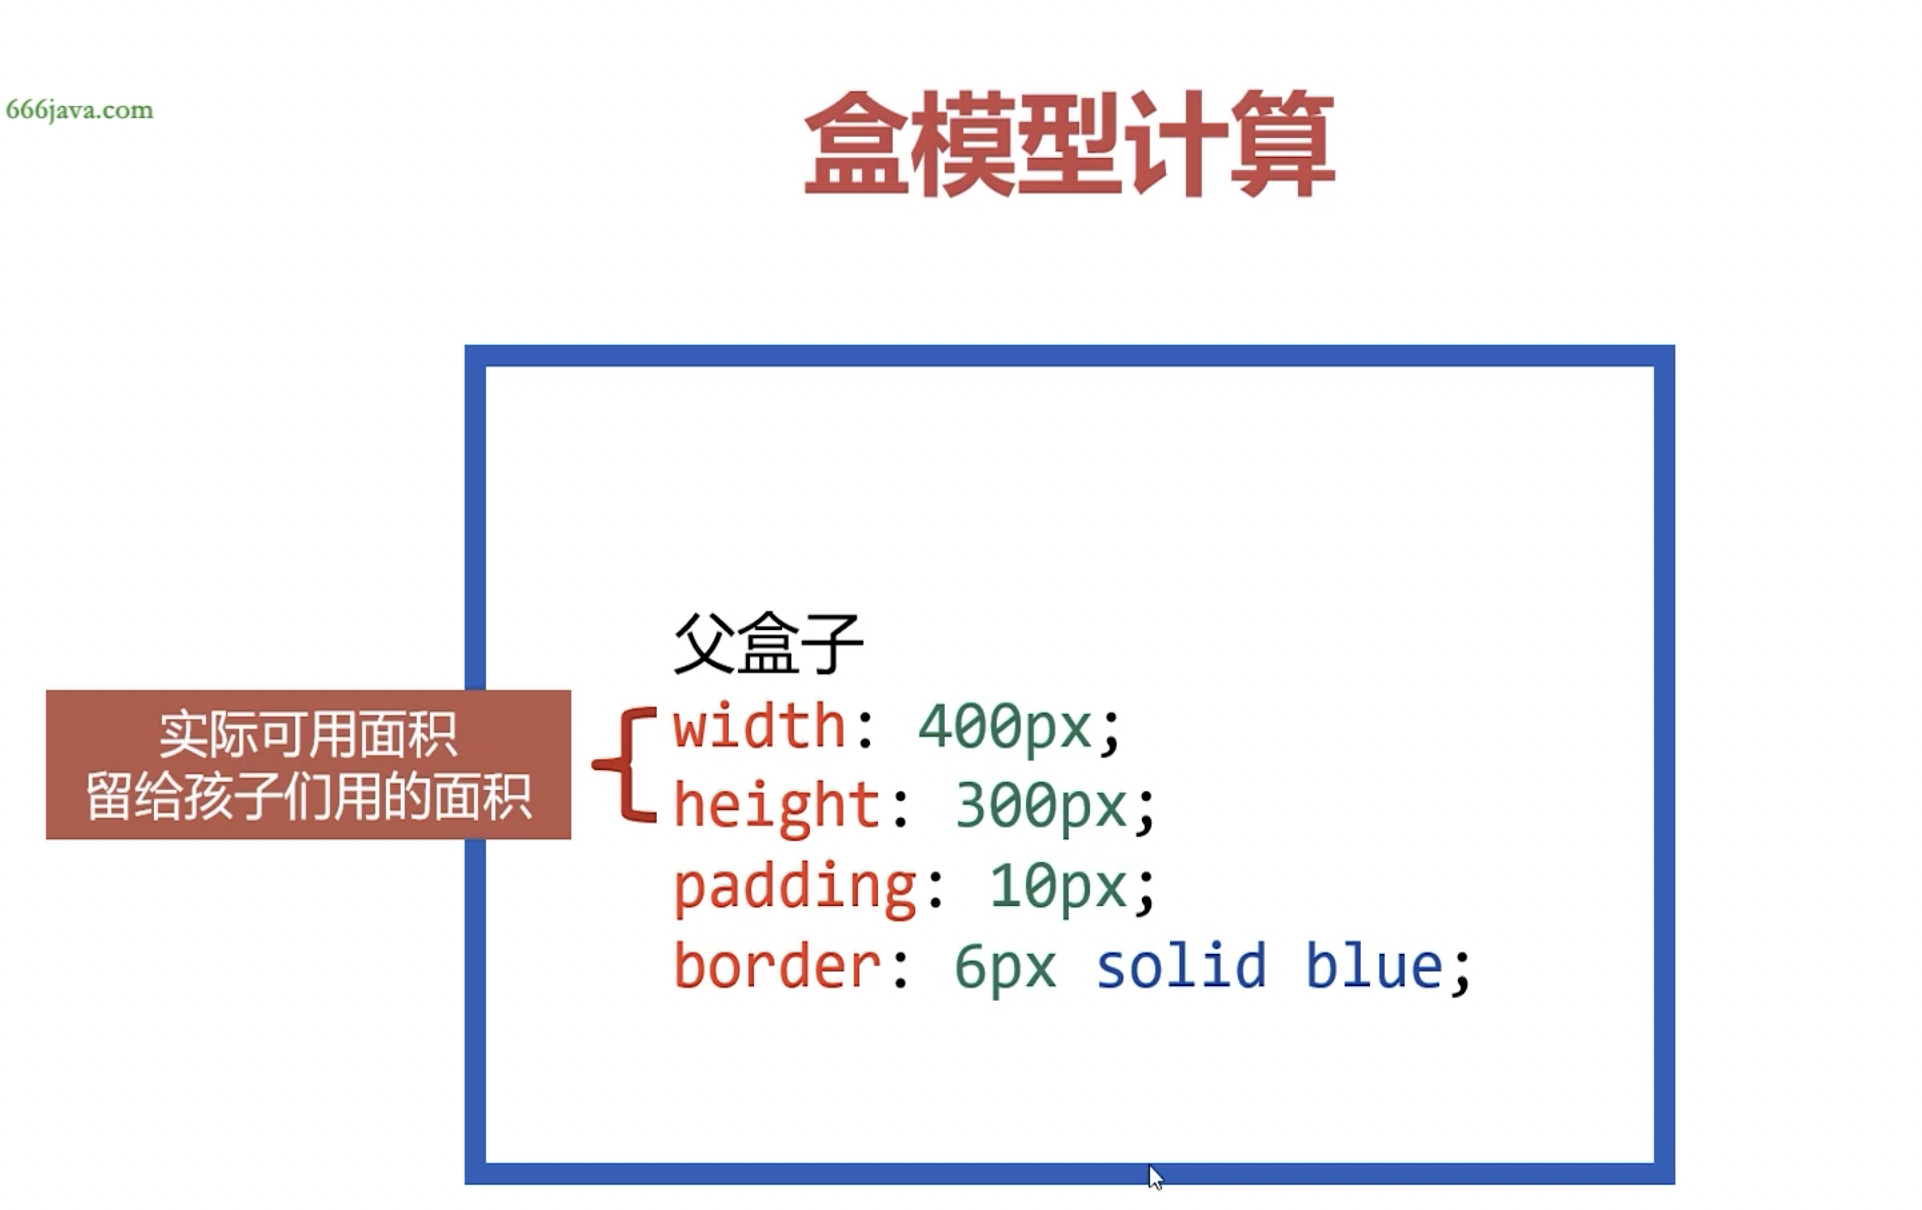 666java.com
盒模型计算
父盒子
实际可用面积
留给孩子们用的面积
width: 400px;
height: 300px;
padding: 10px;
border: 6px solid blue;